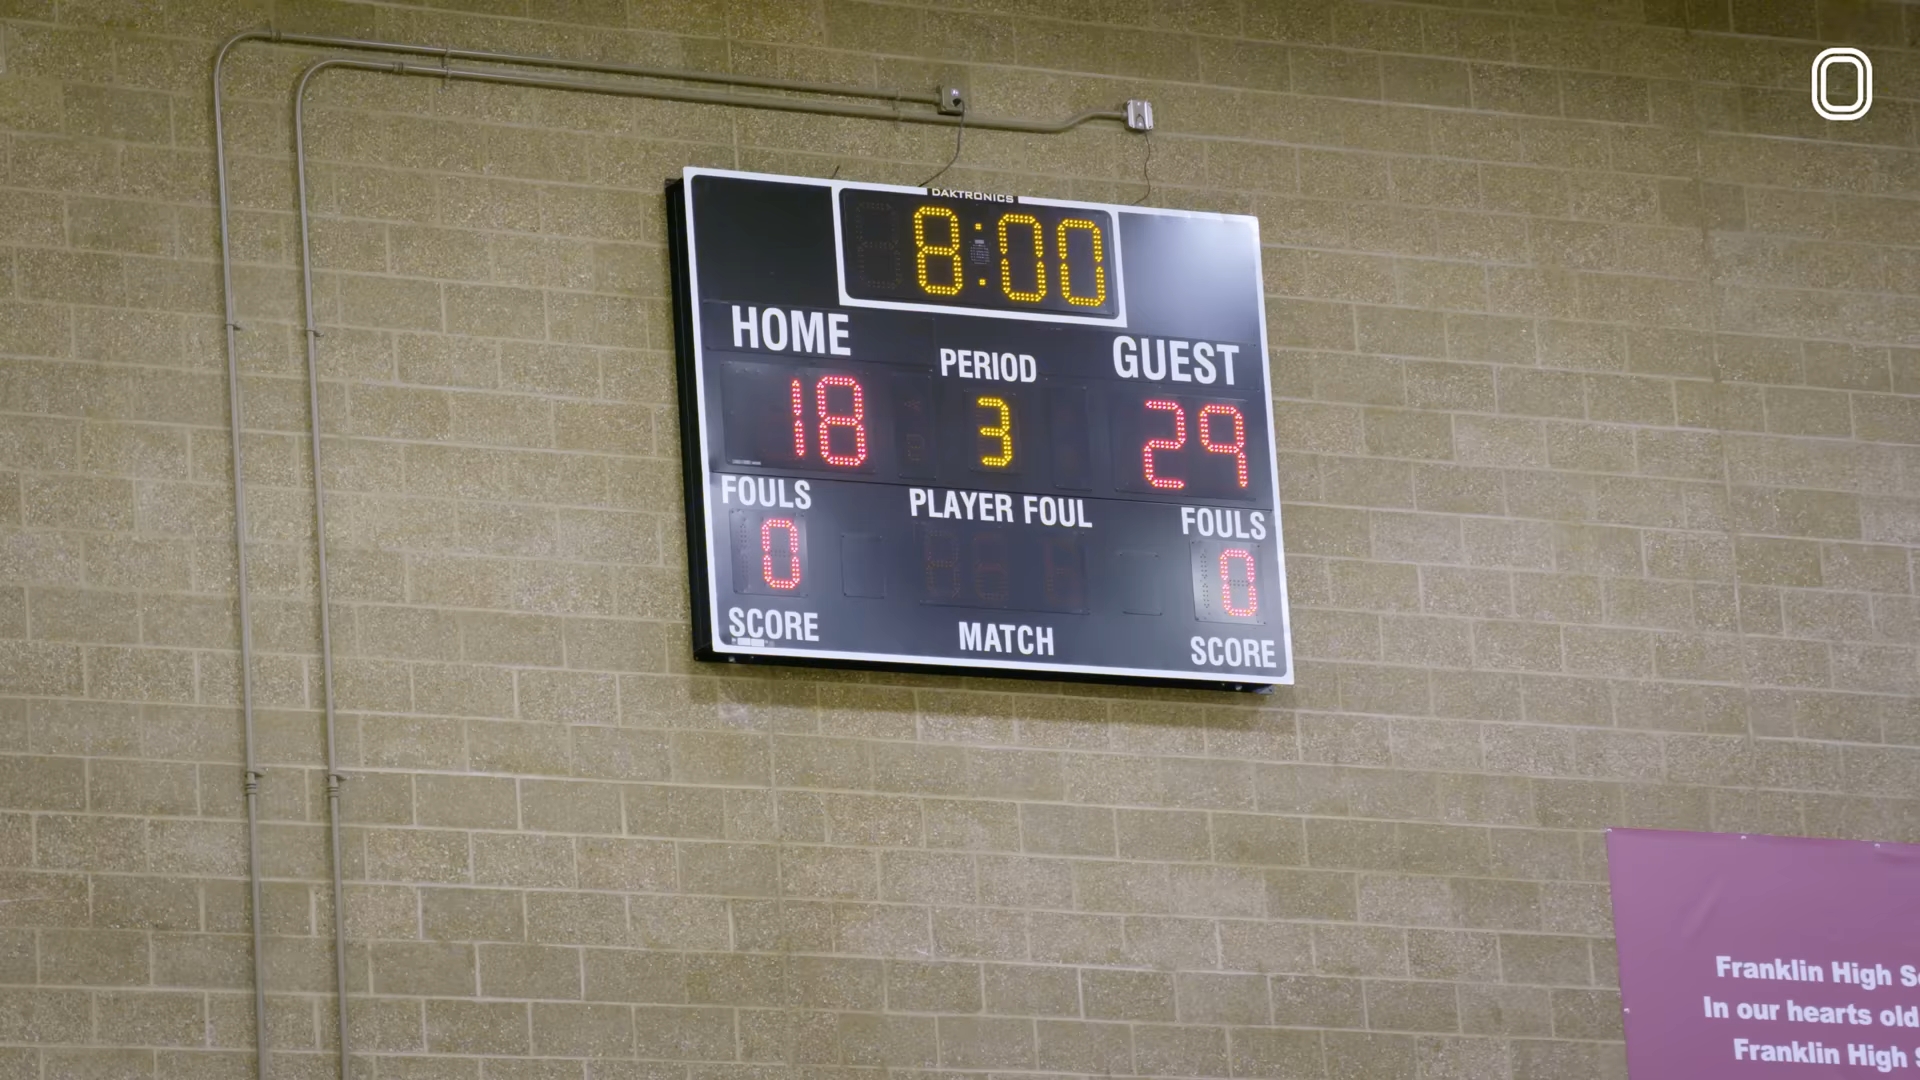 DAKTRONICS
8:00
HOME
PERIOD
GUEST
18
3
29
FOULS
PLAYER FOUL
FOULS
0
0
SCORE
MATCH
SCORE
Franklin High
In our hearts old
Franklin High